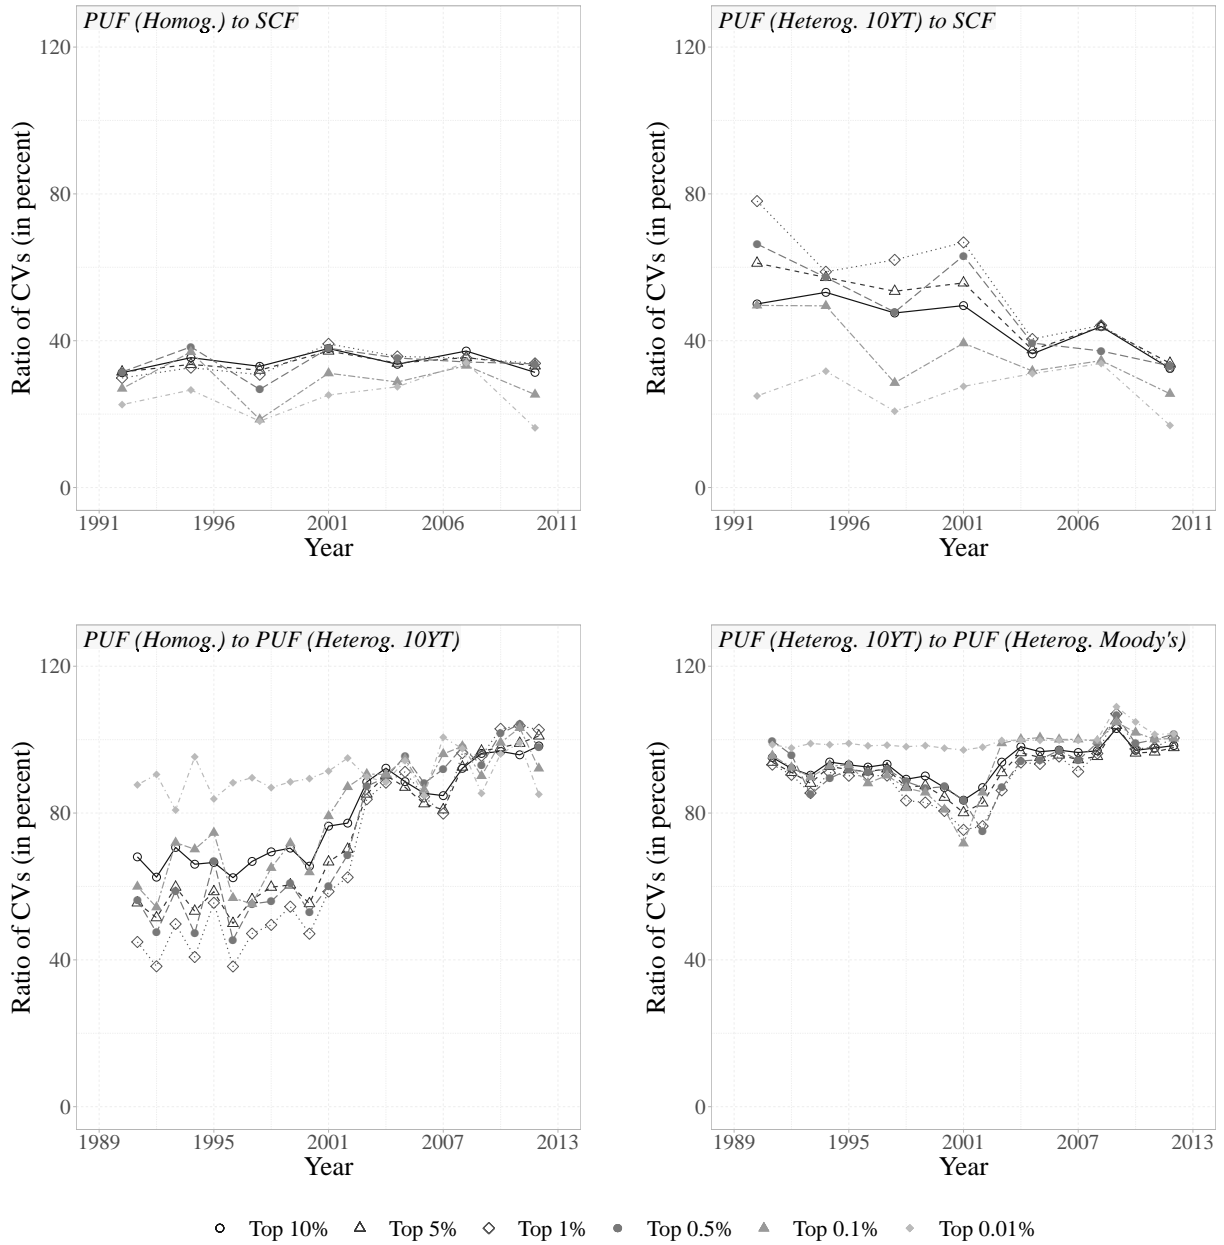 PUF (Homog.) to SCF
Ratio of CVs (in percent)
120
80
40
0
1991 1996 2001 2006 2011
Year
PUF (Heterog. 10YT) to SCF
Ratio of CVs (in percent)
120
80
40
0
1991 1996 2001 2006 2011
Year
PUF (Homog.) to PUF (Heterog. 10YT)
Ratio of CVs (in percent)
120
80
40
0
1989 1995 2001 2007 2013
Year
PUF (Heterog. 10YT) to PUF (Heterog. Moody's)
Ratio of CVs (in percent)
120
80
40
0
1989 1995 2001 2007 2013
Year
Top 10% Top 5% Top 1% Top 0.5% Top 0.1% Top 0.01%